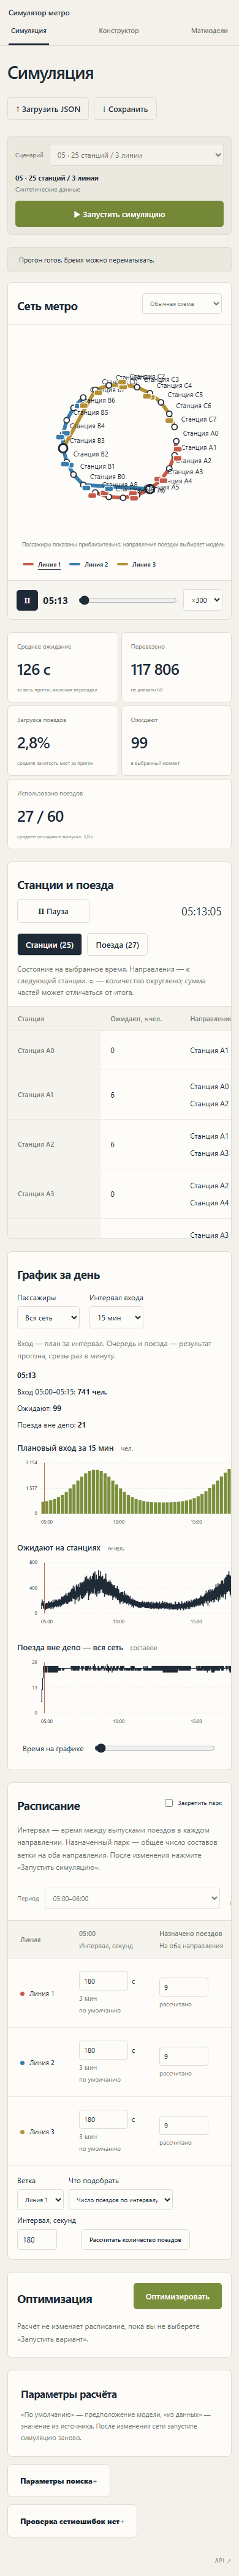 Симулятор метро
Симуляция Конструктор Матмодели
Симуляция
↑ Загрузить JSON ↓ Сохранить
Сценарий 05 · 25 станций / 3 линии
05 · 25 станций / 3 линии
Синтетические данные
▶ Запустить симуляцию
Прогон готов. Время можно перематывать.
Сеть метро
Обычная схема
Станция C3
Станция C4
Станция C5
Станция C6
Станция C7
Станция A0
Станция A1
Станция A2
Станция A3
Станция B6
Станция B5
Станция B4
Станция B3
Станция B2
Станция B1
Станция B0
Пассажиры показаны приблизительно: направление поездки выбирает модель
Линия 1 Линия 2 Линия 3
05:13 ×300
Среднее ожидание
126 с
за весь прогон, включая пересадки
Перевезено
117 806
не доехало 60
Загрузка поездов
2,8%
средняя занятость мест за прогон
Ожидают
99
в выбранный момент
Использовано поездов
27 / 60
среднее опоздание выпуска: 3,8 с
Станции и поезда
Пауза 05:13:05
Станции (25) Поезда (27)
Состояние на выбранное время. Направления — к
следующей станции. ≈ — количество округлено; сумма
частей может отличаться от итога.
Станция Ожидают, ≈чел. Направление
Станция A0 0 Станция A1
Станция A1 6 Станция A0
Станция A2
Станция A2 6 Станция A1
Станция A3
Станция A3 0 Станция A2
Станция A4
Станция A3
График за день
Пассажиры Интервал входа
Вся сеть 15 мин
Вход — план за интервал. Очередь и поезда — результат
прогона, срезы раз в минуту.
05:13
Вход 05:00–05:15: 741 чел.
Ожидают: 99
Поезда вне депо: 21
Плановый вход за 15 мин чел.
3 154
1 577
0
05:00 10:00 15:00
Ожидают на станциях ≈чел.
800
400
0
05:00 10:00 15:00
Поезда вне депо — вся сеть составов
26
13
0
05:00 10:00 15:00
Время на графике
Расписание
Закрепить парк
Интервал — время между выпусками поездов в каждом
направлении. Назначенный парк — общее число составов
ветки на оба направления. После изменения нажмите
«Запустить симуляцию».
Период 05:00–06:00
Линия 05:00 Назначено поездов
Интервал, секунд На оба направления
Линия 1 180 с 9
3 мин рассчитано
по умолчанию
Линия 2 180 с 9
3 мин рассчитано
по умолчанию
Линия 3 180 с 9
3 мин рассчитано
по умолчанию
Ветка Что подобрать
Линия 1 Число поездов по интервалу
Интервал, секунд
180 Рассчитать количество поездов
Оптимизация
Оптимизировать
Расчёт не изменяет расписание, пока вы не выберете
«Запустить вариант».
Параметры расчёта
«По умолчанию» — предположение модели, «из данных» —
значение из источника. После изменения сети запустите
симуляцию заново.
Параметры поиска+
Проверка сетиошибок нет+
API ↗